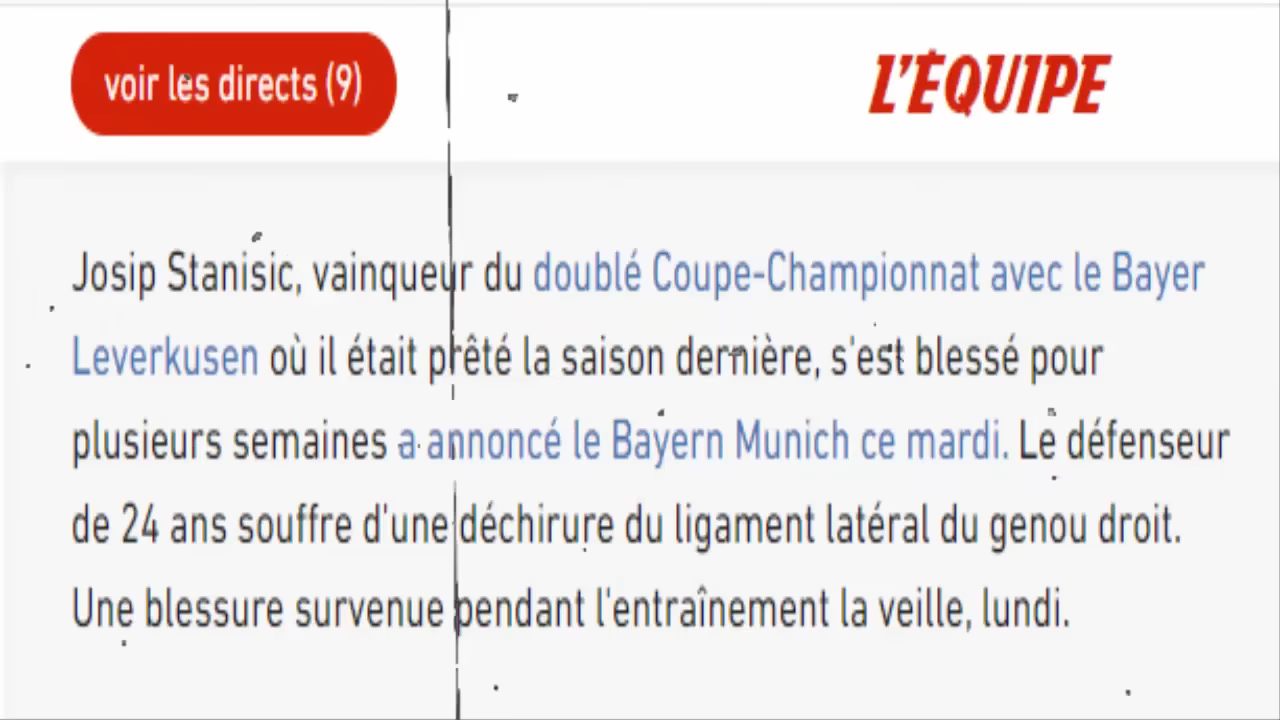 voir les directs (9)
L'ÉQUIPE
Josip Stanisic, vainqueur du doublé Coupe-Championnat avec le Bayer
Leverkusen où il était prêté la saison dernière, s'est blessé pour
plusieurs semaines a annoncé le Bayern Munich ce mardi. Le défenseur
de 24 ans souffre d'une déchirure du ligament latéral du genou droit.
Une blessure survenue pendant l'entraînement la veille, lundi.